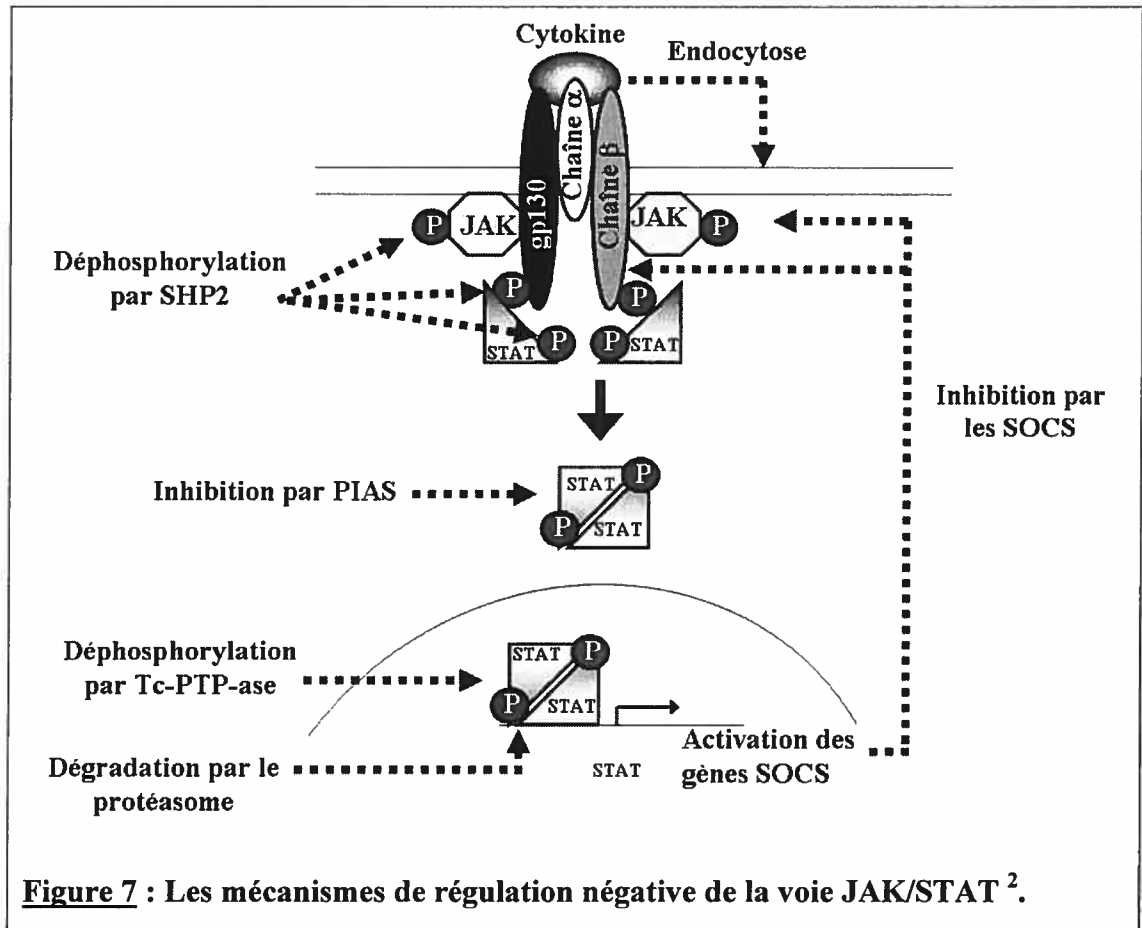 Cytokine
Endocytose
Chaîne α
gp130
Chaîne β
JAK
JAK
P
P
Déphosphorylation
par SHP2
P
P
STAT
P
P
STAT
Inhibition par
les SOCS
Inhibition par PIAS
STAT
P
P
STAT
Déphosphorylation
par Tc-PTP-ase
STAT
P
P
STAT
Activation des
gènes SOCS
STAT
Dégradation par le
protéasome
Figure 7 : Les mécanismes de régulation négative de la voie JAK/STAT ².